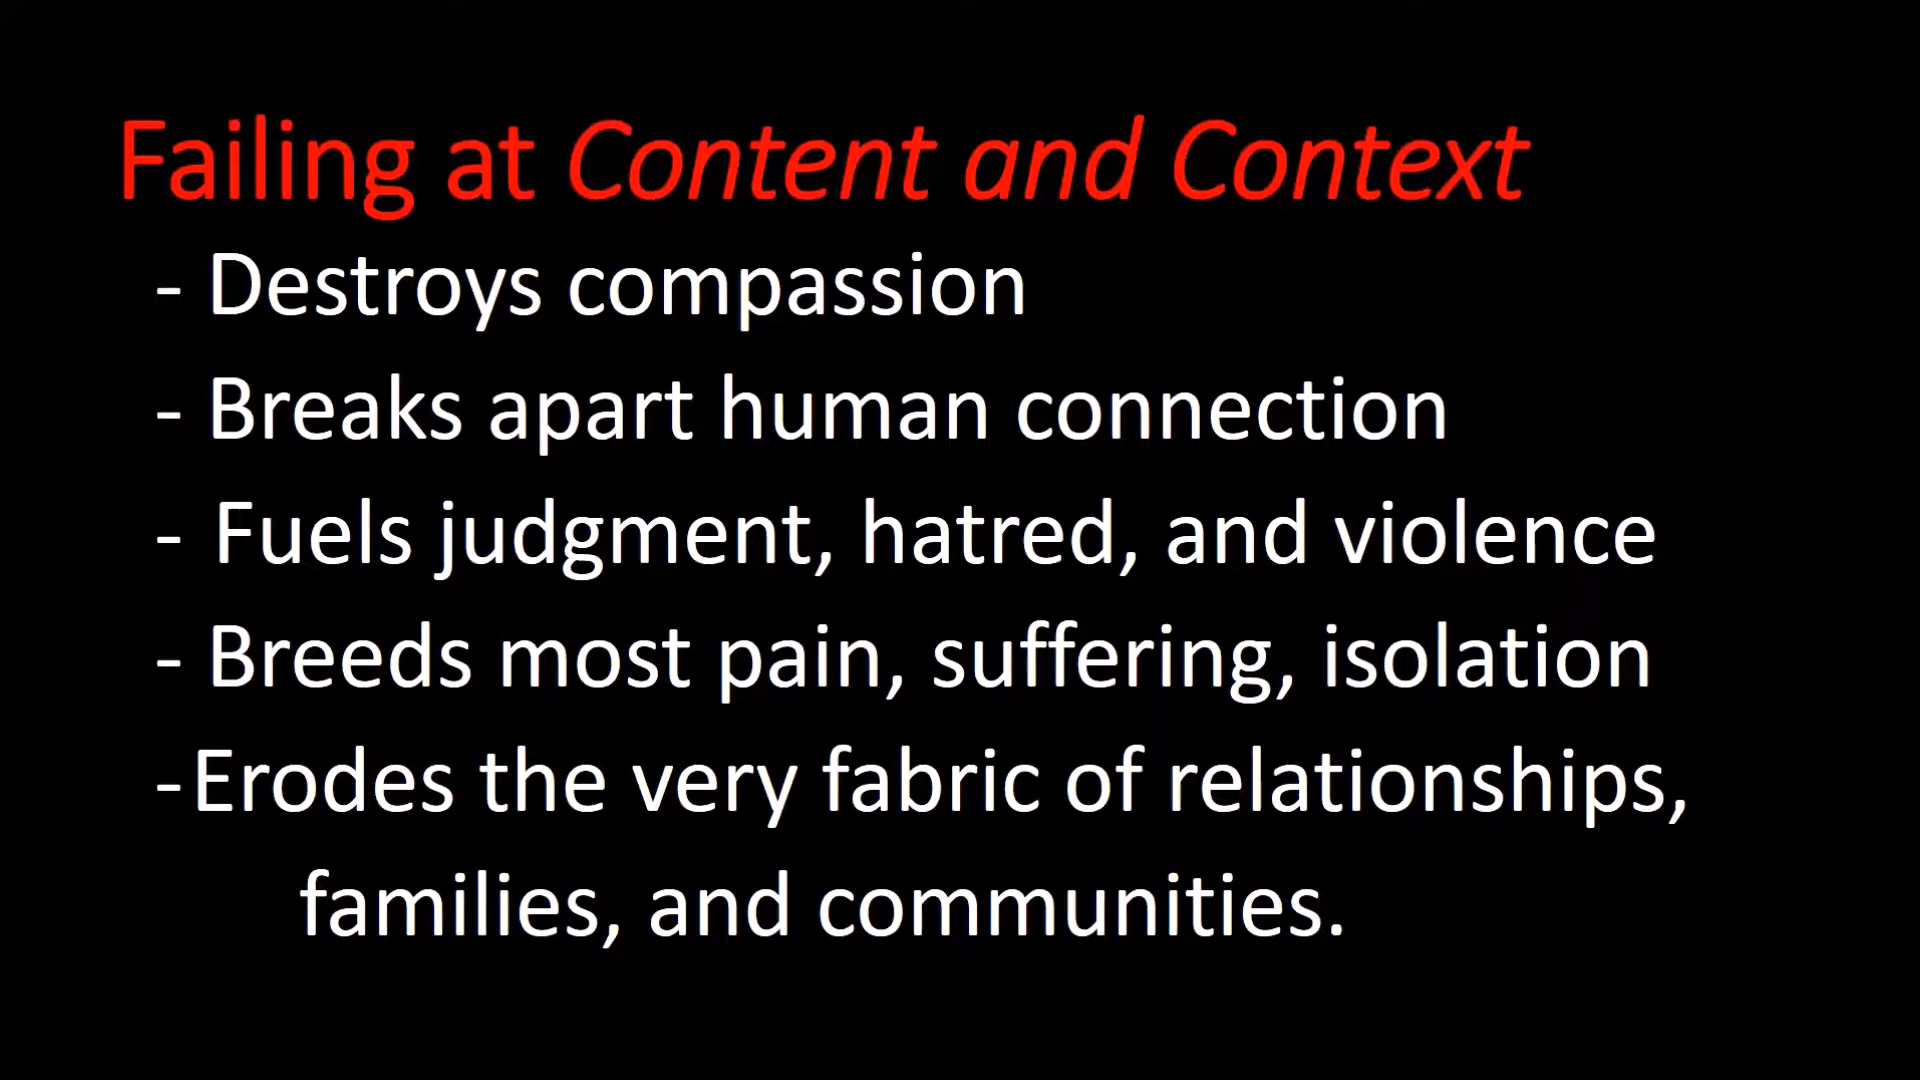 Failing at Content and Context
- Destroys compassion
- Breaks apart human connection
- Fuels judgment, hatred, and violence
- Breeds most pain, suffering, isolation
-Erodes the very fabric of relationships,
families, and communities.